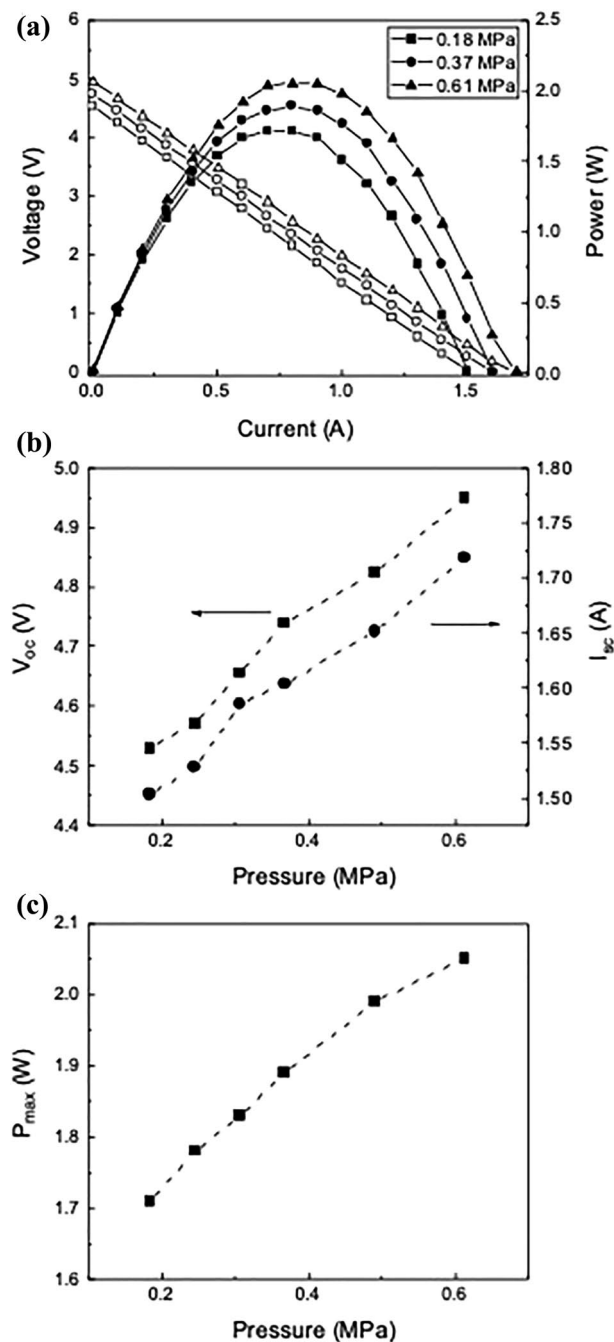 (a)
6
5
4
3
2
1
0
Voltage (V)
0.18 MPa
0.37 MPa
0.61 MPa
2.5
2.0
1.5
1.0
0.5
0.0
Power (W)
0.0 0.5 1.0 1.5
Current (A)
(b)
5.0
4.9
4.8
4.7
4.6
4.5
4.4
Voc (V)
1.80
1.75
1.70
1.65
1.60
1.55
1.50
Isc (A)
0.2 0.4 0.6
Pressure (MPa)
(c)
2.1
2.0
1.9
1.8
1.7
1.6
Pmax (W)
0.2 0.4 0.6
Pressure (MPa)